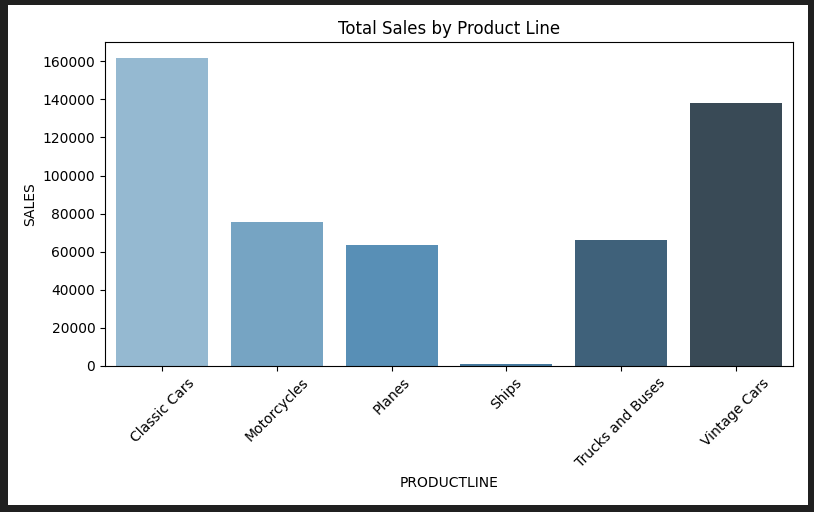 Total Sales by Product Line
160000
140000
120000
100000
80000
60000
40000
20000
0
SALES
Classic Cars
Motorcycles
Planes
Ships
Trucks and Buses
Vintage Cars
PRODUCTLINE